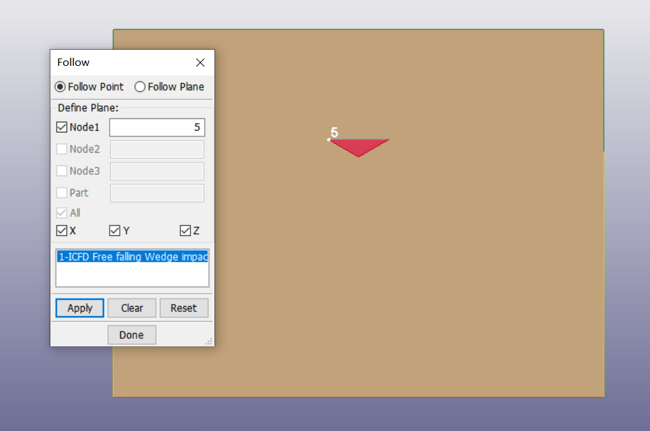 Follow
Follow Point Follow Plane
Define Plane:
Node1 5
Node2
Node3
Part
All
X Y Z
1-ICFD Free falling Wedge impac
Apply Clear Reset
Done
5